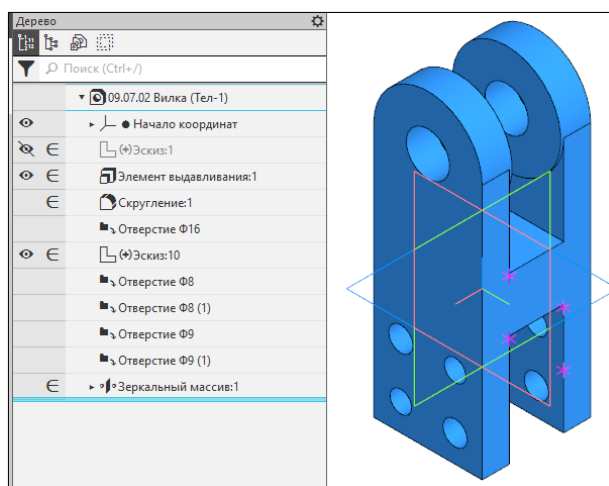 Дерево
Поиск (Ctrl+/)
09.07.02 Вилка (Тел-1)
Начало координат
(+)Эскиз:1
Элемент выдавливания:1
Скругление:1
Отверстие Ф16
(+)Эскиз:10
Отверстие Ф8
Отверстие Ф8 (1)
Отверстие Ф9
Отверстие Ф9 (1)
Зеркальный массив:1